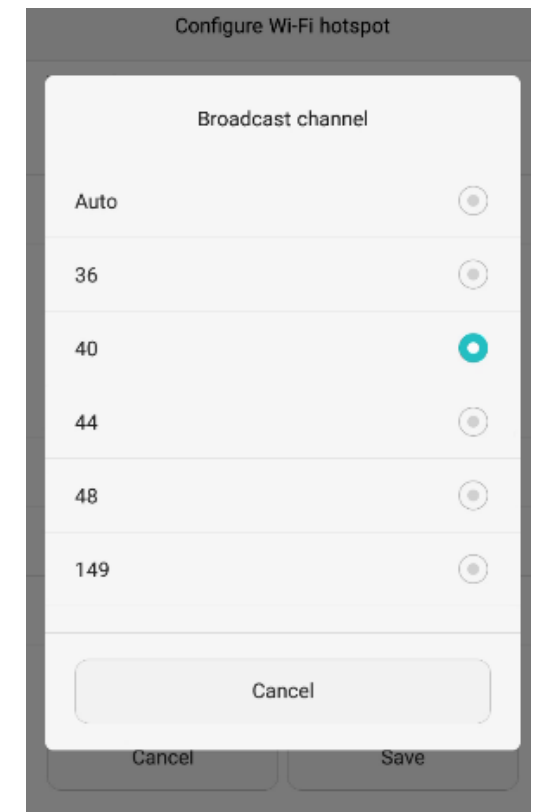 Configure Wi-Fi hotspot
Broadcast channel
Auto
36
40
44
48
149
Cancel
Cancel Save